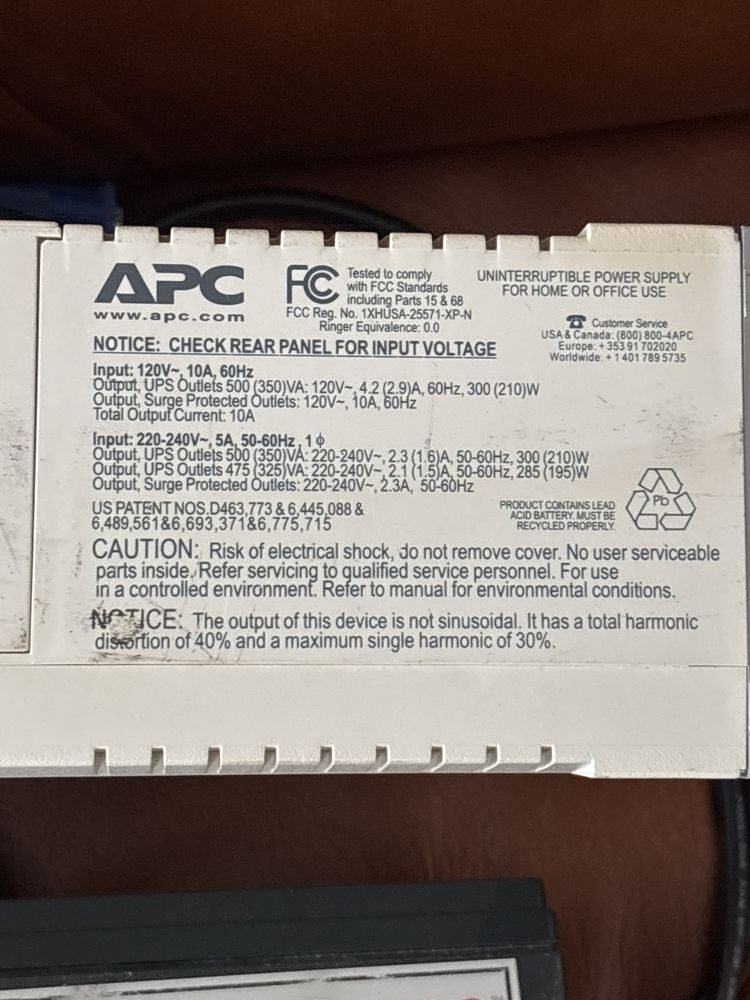 APC
www.apc.com
FC
Tested to comply
with FCC Standards
including Parts 15 & 68
FCC Reg. No. 1XHUSA-25571-XP-N
Ringer Equivalence: 0.0
UNINTERRUPTIBLE POWER SUPPLY
FOR HOME OR OFFICE USE
Customer Service
USA & Canada: (800) 800-4APC
Europe: +353 91 702020
Worldwide: +1 401 789 5735
NOTICE: CHECK REAR PANEL FOR INPUT VOLTAGE
Input: 120V~, 10A, 60Hz
Output, UPS Outlets 500 (350)VA: 120V~, 4.2 (2.9)A, 60Hz, 300 (210)W
Output, Surge Protected Outlets: 120V~, 10A, 60Hz
Total Output Current: 10A
Input: 220-240V~, 5A, 50-60Hz, 1 ϕ
Output, UPS Outlets 500 (350)VA: 220-240V~, 2.3 (1.6)A, 50-60Hz, 300 (210)W
Output, UPS Outlets 475 (325)VA: 220-240V~, 2.1 (1.5)A, 50-60Hz, 285 (195)W
Output, Surge Protected Outlets: 220-240V~, 2.3A, 50-60Hz
US PATENT NOS.D463,773 & 6,445,088 &
6,489,561&6,693,371&6,775,715
PRODUCT CONTAINS LEAD
ACID BATTERY. MUST BE
RECYCLED PROPERLY.
Pb
CAUTION: Risk of electrical shock, do not remove cover. No user serviceable
parts inside. Refer servicing to qualified service personnel. For use
in a controlled environment. Refer to manual for environmental conditions.
NOTICE: The output of this device is not sinusoidal. It has a total harmonic
distortion of 40% and a maximum single harmonic of 30%.